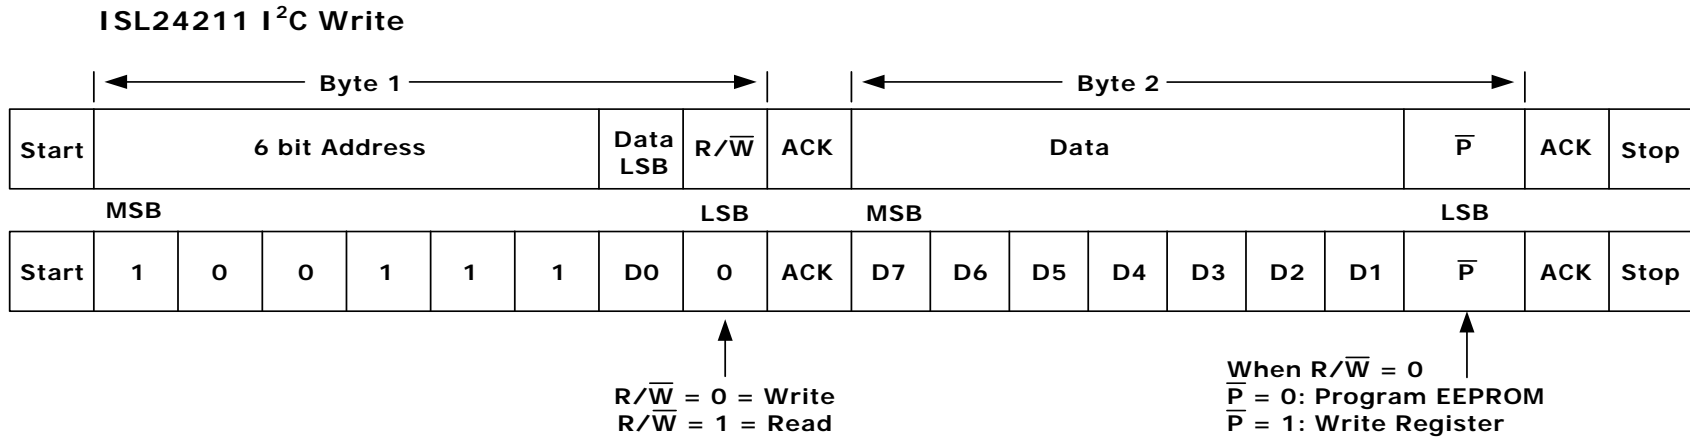 ISL24211 I²C Write
Byte 1 Byte 2
Start 6 bit Address Data LSB R/W̅ ACK Data P̅ ACK Stop
MSB LSB MSB LSB
Start 1 0 0 1 1 1 D0 0 ACK D7 D6 D5 D4 D3 D2 D1 P̅ ACK Stop
R/W̅ = 0 = Write
R/W̅ = 1 = Read
When R/W̅ = 0
P̅ = 0: Program EEPROM
P̅ = 1: Write Register